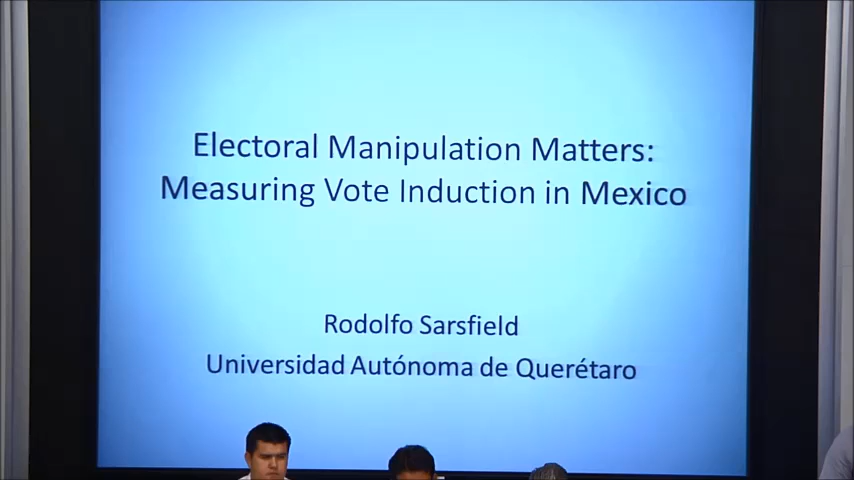 Electoral Manipulation Matters:
Measuring Vote Induction in Mexico
Rodolfo Sarsfield
Universidad Autónoma de Querétaro